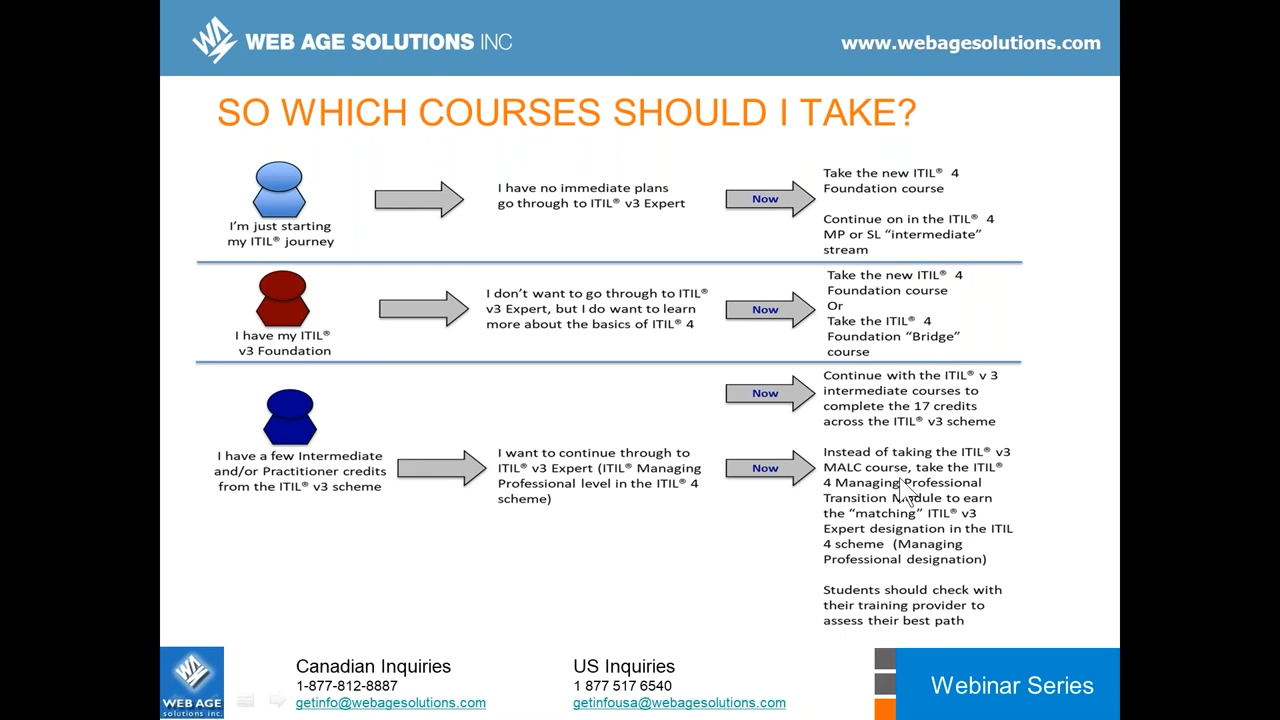 WEB AGE SOLUTIONS INC
www.webagesolutions.com
SO WHICH COURSES SHOULD I TAKE?
I'm just starting
my ITIL® journey
I have no immediate plans
go through to ITIL® v3 Expert
Now
Take the new ITIL® 4
Foundation course
Continue on in the ITIL® 4
MP or SL "intermediate"
stream
I have my ITIL®
v3 Foundation
I don't want to go through to ITIL®
v3 Expert, but I do want to learn
more about the basics of ITIL® 4
Now
Take the new ITIL® 4
Foundation course
Or
Take the ITIL® 4
Foundation "Bridge"
course
I have a few Intermediate
and/or Practitioner credits
from the ITIL® v3 scheme
I want to continue through to
ITIL® v3 Expert (ITIL® Managing
Professional level in the ITIL® 4
scheme)
Now
Continue with the ITIL® v 3
intermediate courses to
complete the 17 credits
across the ITIL® v3 scheme
Now
Instead of taking the ITIL® v3
MALC course, take the ITIL®
4 Managing Professional
Transition Module to earn
the "matching" ITIL® v3
Expert designation in the ITIL
4 scheme (Managing
Professional designation)
Students should check with
their training provider to
assess their best path
WEB AGE
solutions inc.
Canadian Inquiries
1-877-812-8887
getinfo@webagesolutions.com
US Inquiries
1 877 517 6540
getinfousa@webagesolutions.com
Webinar Series